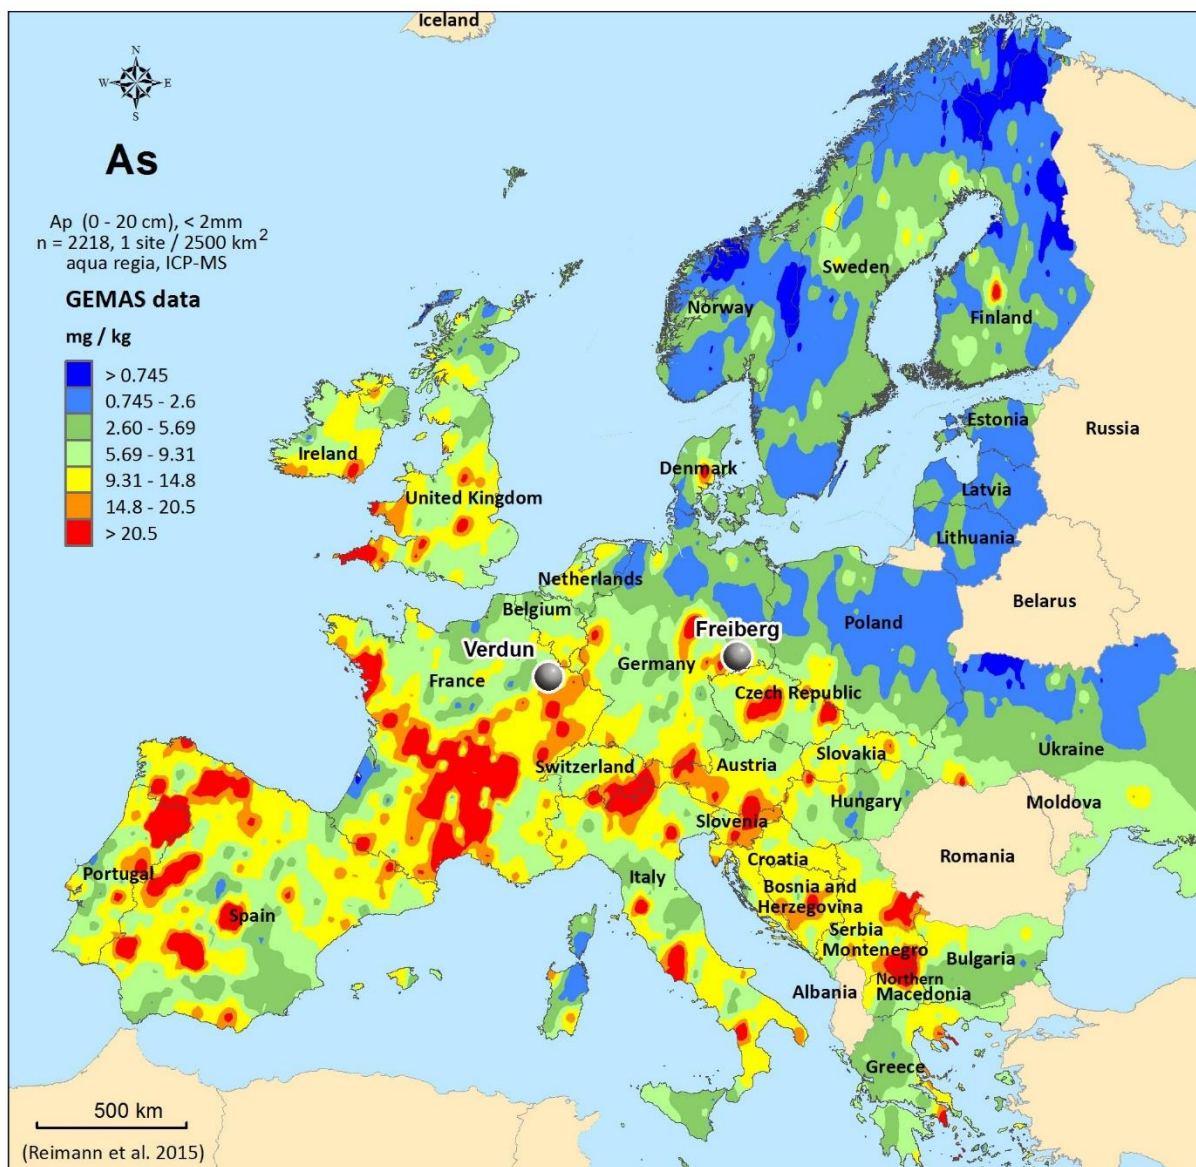 Iceland
N
W E
S
As
Ap (0 - 20 cm), < 2mm
n = 2218, 1 site / 2500 km²
aqua regia, ICP-MS
GEMAS data
mg / kg
> 0.745
0.745 - 2.6
2.60 - 5.69
5.69 - 9.31
9.31 - 14.8
14.8 - 20.5
> 20.5
Sweden
Norway
Finland
Estonia
Russia
Latvia
Lithuania
Denmark
Ireland
United Kingdom
Netherlands
Belgium
Belarus
Poland
Verdun
Freiberg
Germany
France
Czech Republic
Ukraine
Slovakia
Switzerland
Austria
Hungary
Moldova
Slovenia
Romania
Croatia
Italy
Portugal
Spain
Bosnia and
Herzegovina
Serbia
Montenegro
Bulgaria
Northern
Macedonia
Albania
Greece
500 km
(Reimann et al. 2015)